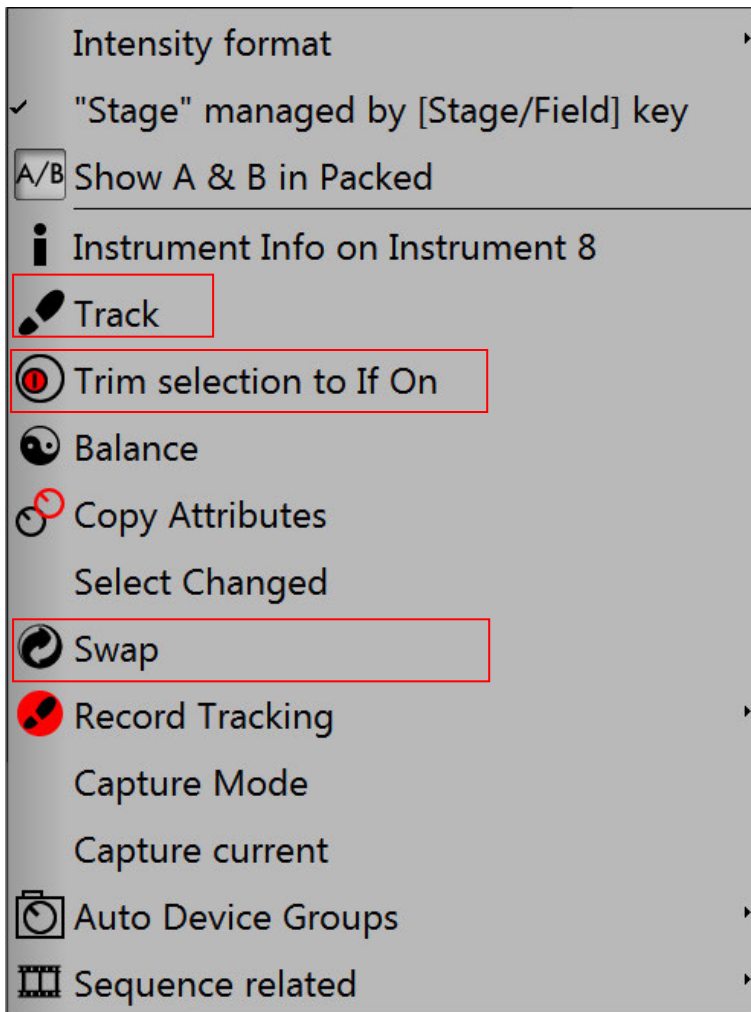 Intensity format
"Stage" managed by [Stage/Field] key
A/B Show A & B in Packed
Instrument Info on Instrument 8
Track
Trim selection to If On
Balance
Copy Attributes
Select Changed
Swap
Record Tracking
Capture Mode
Capture current
Auto Device Groups
Sequence related